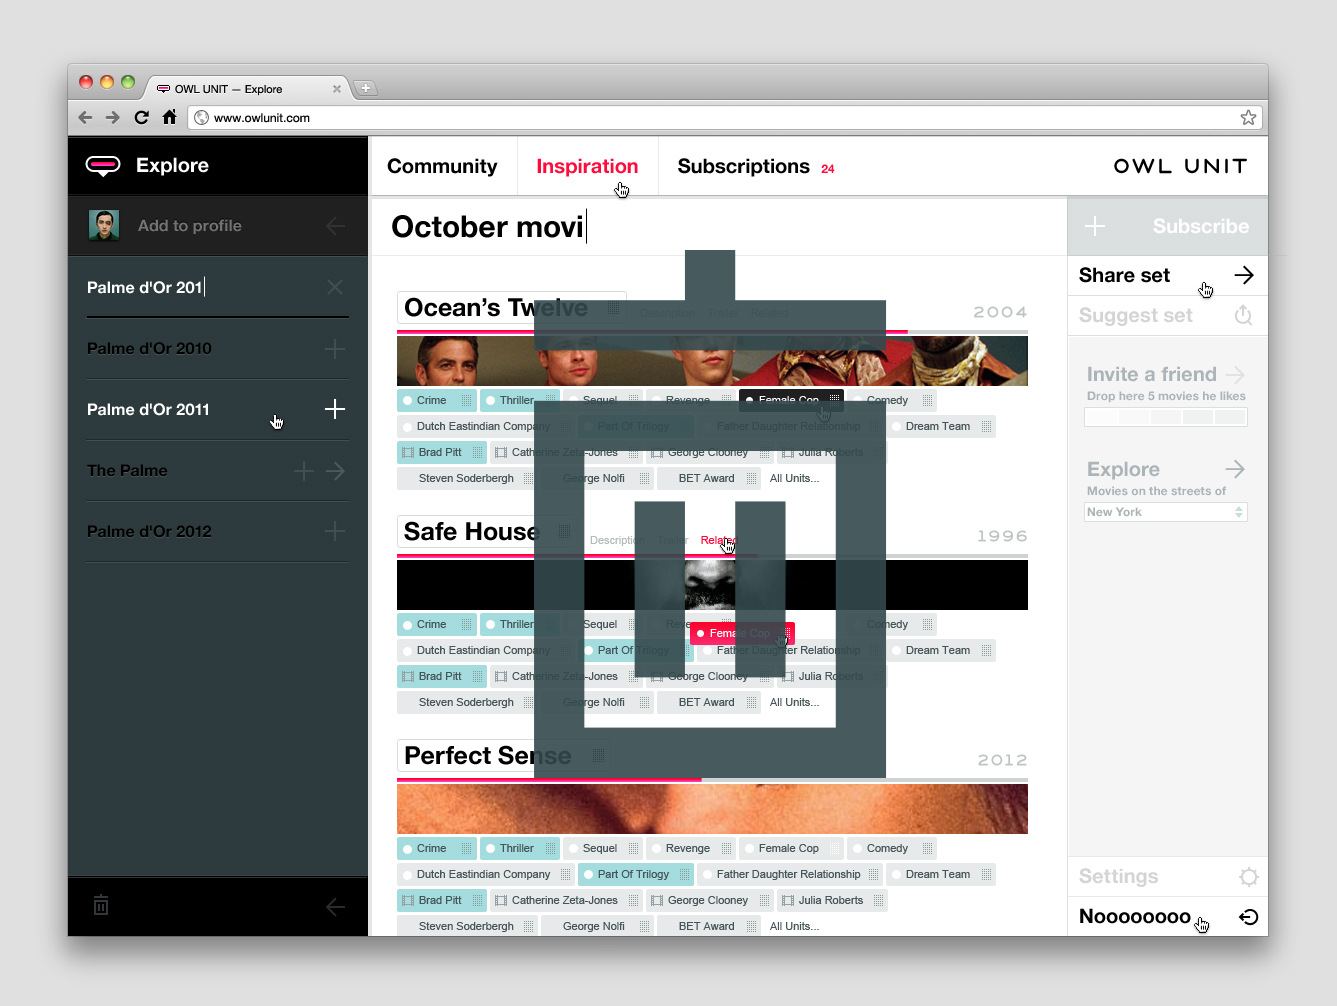 OWL UNIT — Explore
www.owlunit.com
Explore
Community
Inspiration
Subscriptions 24
OWL UNIT
Add to profile
October movi
Subscribe
Palme d'Or 201
Palme d'Or 2010
Palme d'Or 2011
The Palme
Palme d'Or 2012
Ocean's Twelve
Description Trailer Related
2004
Crime Thriller Sequel Revenge Female Cop Comedy
Dutch Eastindian Company Part Of Trilogy Father Daughter Relationship Dream Team
Brad Pitt Catherine Zeta-Jones George Clooney Julia Roberts
Steven Soderbergh George Nolfi BET Award All Units...
Safe House
Description Trailer Related
1996
Crime Thriller Sequel Revenge Comedy
Female Cop
Dutch Eastindian Company Part Of Trilogy Father Daughter Relationship Dream Team
Brad Pitt Catherine Zeta-Jones George Clooney Julia Roberts
Steven Soderbergh George Nolfi BET Award All Units...
Perfect Sense
2012
Crime Thriller Sequel Revenge Female Cop Comedy
Dutch Eastindian Company Part Of Trilogy Father Daughter Relationship Dream Team
Brad Pitt Catherine Zeta-Jones George Clooney Julia Roberts
Steven Soderbergh George Nolfi BET Award All Units...
Share set
Suggest set
Invite a friend
Drop here 5 movies he likes
Explore
Movies on the streets of
New York
Settings
Noooooooo